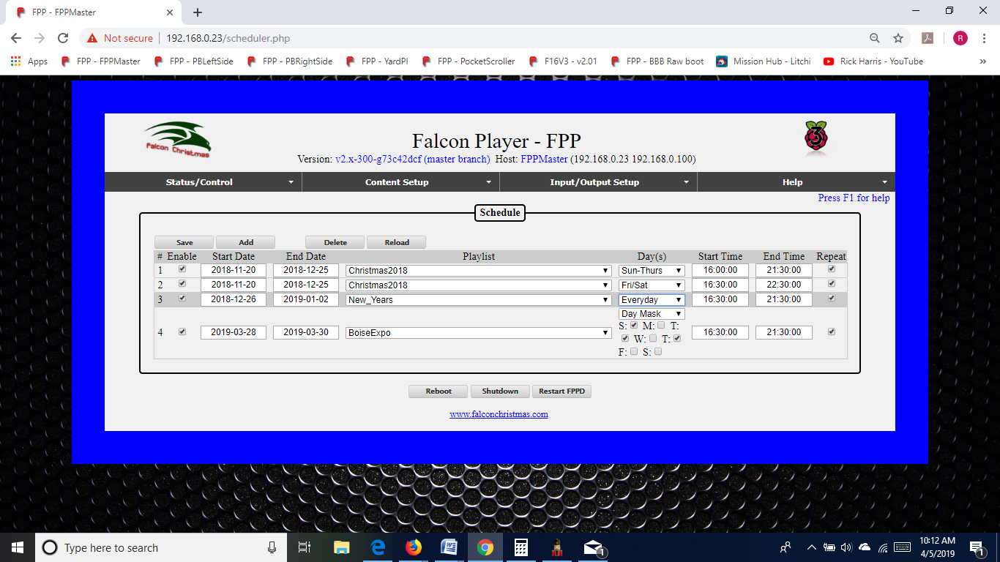 FPP - FPPMaster
Not secure 192.168.0.23/scheduler.php
R
Apps FPP - FPPMaster FPP - PBLeftSide FPP - PBRightSide FPP - YardPI FPP - PocketScroller F16V3 - v2.01 FPP - BBB Raw boot Mission Hub - Litchi Rick Harris - YouTube »
Falcon Christmas
Falcon Player - FPP
3
Version: v2.x-300-g73c42dcf (master branch) Host: FPPMaster (192.168.0.23 192.168.0.100)
Status/Control Content Setup Input/Output Setup Help
Press F1 for help
Schedule
Save Add Delete Reload
# Enable Start Date End Date Playlist Day(s) Start Time End Time Repeat
1 2018-11-20 2018-12-25 Christmas2018 Sun-Thurs 16:00:00 21:30:00
2 2018-11-20 2018-12-25 Christmas2018 Fri/Sat 16:30:00 22:30:00
3 2018-12-26 2019-01-02 New_Years Everyday 16:30:00 21:30:00
Day Mask
S: M: T:
4 2019-03-28 2019-03-30 BoiseExpo W: T: 16:30:00 21:30:00
F: S:
Reboot Shutdown Restart FPPD
www.falconchristmas.com
Type here to search
1
10:12 AM
4/5/2019
1